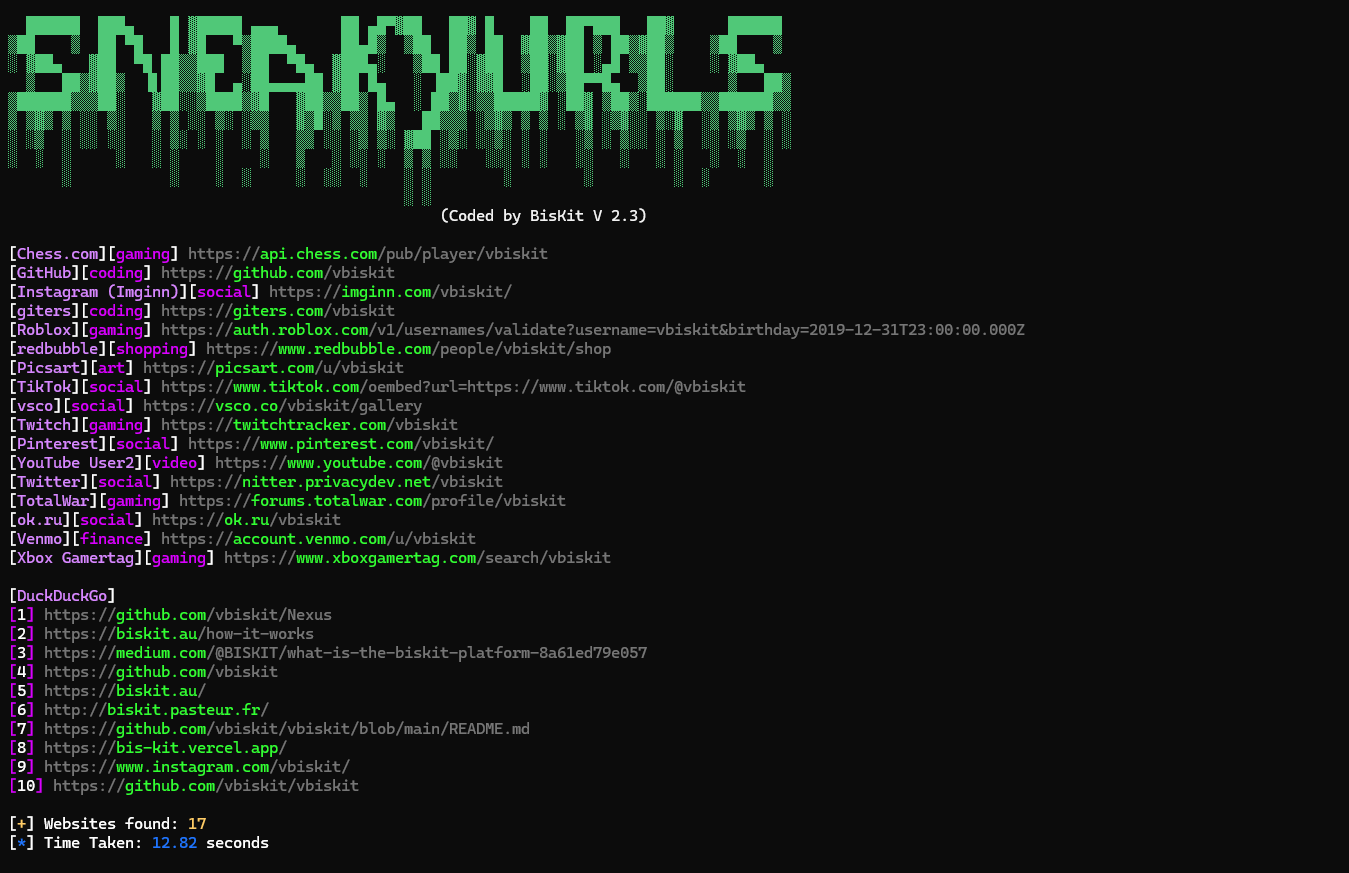 (Coded by BisKit V 2.3)
[Chess.com][gaming] https://api.chess.com/pub/player/vbiskit
[GitHub][coding] https://github.com/vbiskit
[Instagram (Imginn)][social] https://imginn.com/vbiskit/
[giters][coding] https://giters.com/vbiskit
[Roblox][gaming] https://auth.roblox.com/v1/usernames/validate?username=vbiskit&birthday=2019-12-31T23:00:00.000Z
[redbubble][shopping] https://www.redbubble.com/people/vbiskit/shop
[Picsart][art] https://picsart.com/u/vbiskit
[TikTok][social] https://www.tiktok.com/oembed?url=https://www.tiktok.com/@vbiskit
[vsco][social] https://vsco.co/vbiskit/gallery
[Twitch][gaming] https://twitchtracker.com/vbiskit
[Pinterest][social] https://www.pinterest.com/vbiskit/
[YouTube User2][video] https://www.youtube.com/@vbiskit
[Twitter][social] https://nitter.privacydev.net/vbiskit
[TotalWar][gaming] https://forums.totalwar.com/profile/vbiskit
[ok.ru][social] https://ok.ru/vbiskit
[Venmo][finance] https://account.venmo.com/u/vbiskit
[Xbox Gamertag][gaming] https://www.xboxgamertag.com/search/vbiskit
[DuckDuckGo]
[1] https://github.com/vbiskit/Nexus
[2] https://biskit.au/how-it-works
[3] https://medium.com/@BISKIT/what-is-the-biskit-platform-8a61ed79e057
[4] https://github.com/vbiskit
[5] https://biskit.au/
[6] http://biskit.pasteur.fr/
[7] https://github.com/vbiskit/vbiskit/blob/main/README.md
[8] https://bis-kit.vercel.app/
[9] https://www.instagram.com/vbiskit/
[10] https://github.com/vbiskit/vbiskit
[+] Websites found: 17
[*] Time Taken: 12.82 seconds